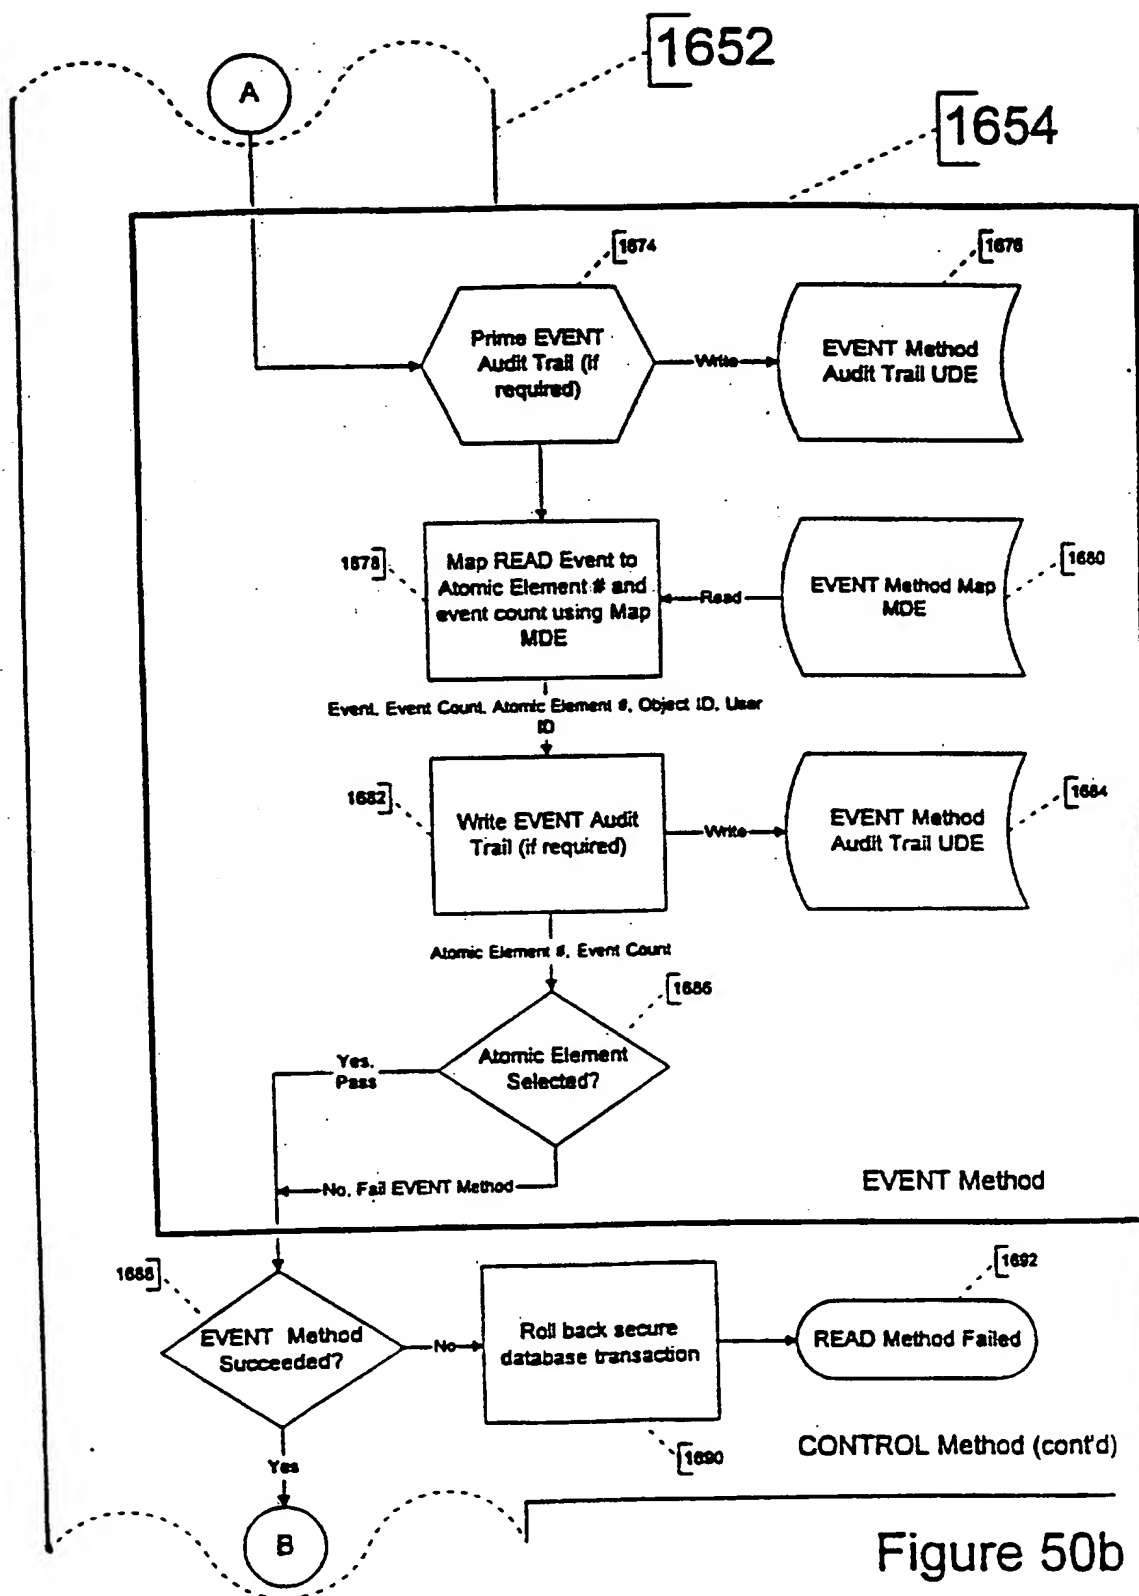 1652
A
1654
1674
1676
Prime EVENT
Audit Trail (if
required)
Write
EVENT Method
Audit Trail UDE
1678
Map READ Event to
Atomic Element # and
event count using Map
MDE
Read
EVENT Method Map
MDE
1680
Event, Event Count, Atomic Element #, Object ID, User
ID
1682
Write EVENT Audit
Trail (if required)
Write
EVENT Method
Audit Trail UDE
1684
Atomic Element #, Event Count
1686
Atomic Element
Selected?
Yes,
Pass
No, Fail EVENT Method
EVENT Method
1688
EVENT Method
Succeeded?
No
Roll back secure
database transaction
1692
READ Method Failed
1690
CONTROL Method (cont'd)
Yes
B
Figure 50b